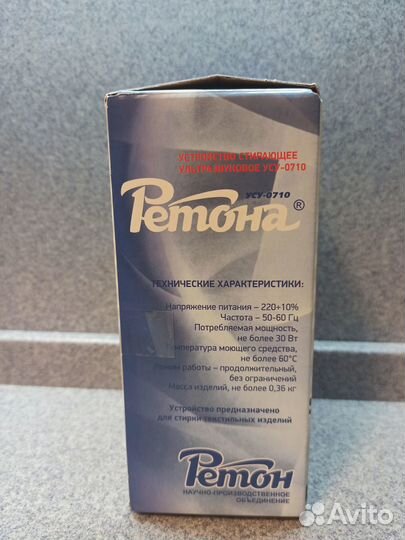 УСТРОЙСТВО СТИРАЮЩЕЕ
УЛЬТРАЗВУКОВОЕ УСУ-0710
УСУ-0710
Ретона®
ТЕХНИЧЕСКИЕ ХАРАКТЕРИСТИКИ:
Напряжение питания – 220+10%
Частота – 50-60 Гц
Потребляемая мощность,
не более 30 Вт
Температура моющего средства,
не более 60°С
Режим работы – продолжительный,
без ограничений
Масса изделий, не более 0,36 кг
Устройство предназначено
для стирки текстильных изделий
Ретон
НАУЧНО-ПРОИЗВОДСТВЕННОЕ
ОБЪЕДИНЕНИЕ
Avito